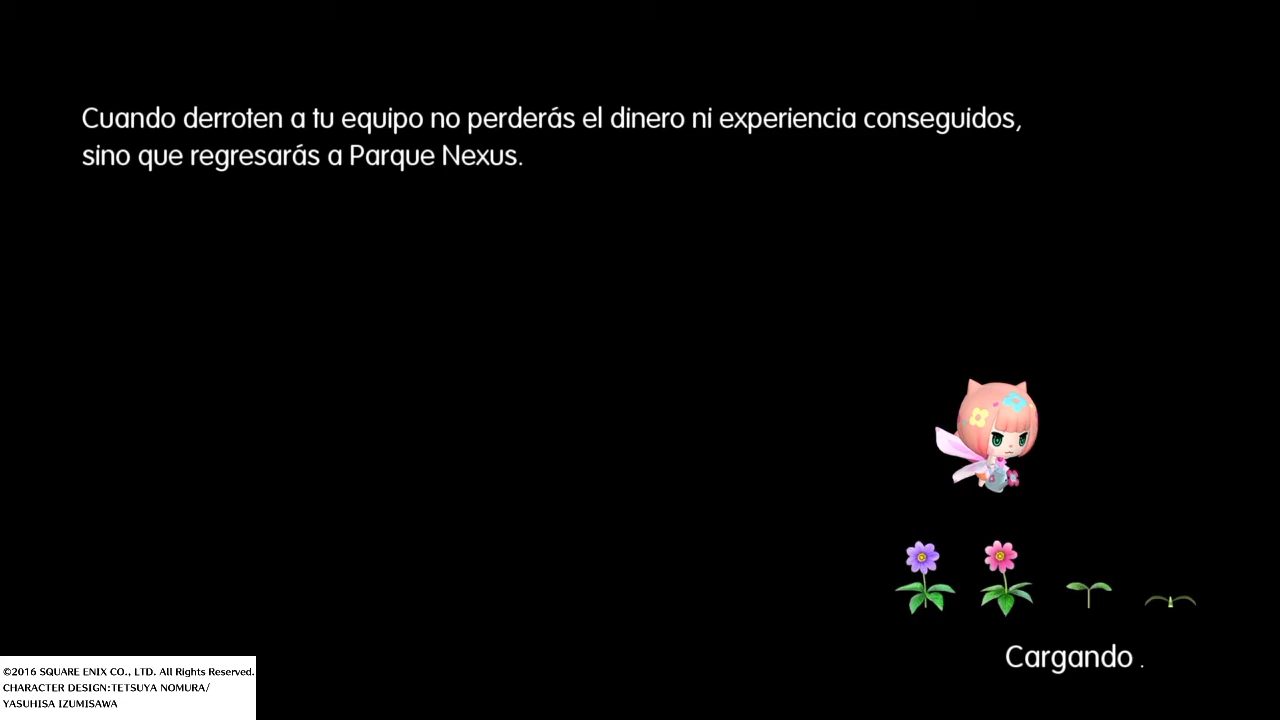 Cuando derroten a tu equipo no perderás el dinero ni experiencia conseguidos,
sino que regresarás a Parque Nexus.
Cargando .
©2016 SQUARE ENIX CO., LTD. All Rights Reserved.
CHARACTER DESIGN:TETSUYA NOMURA/
YASUHISA IZUMISAWA